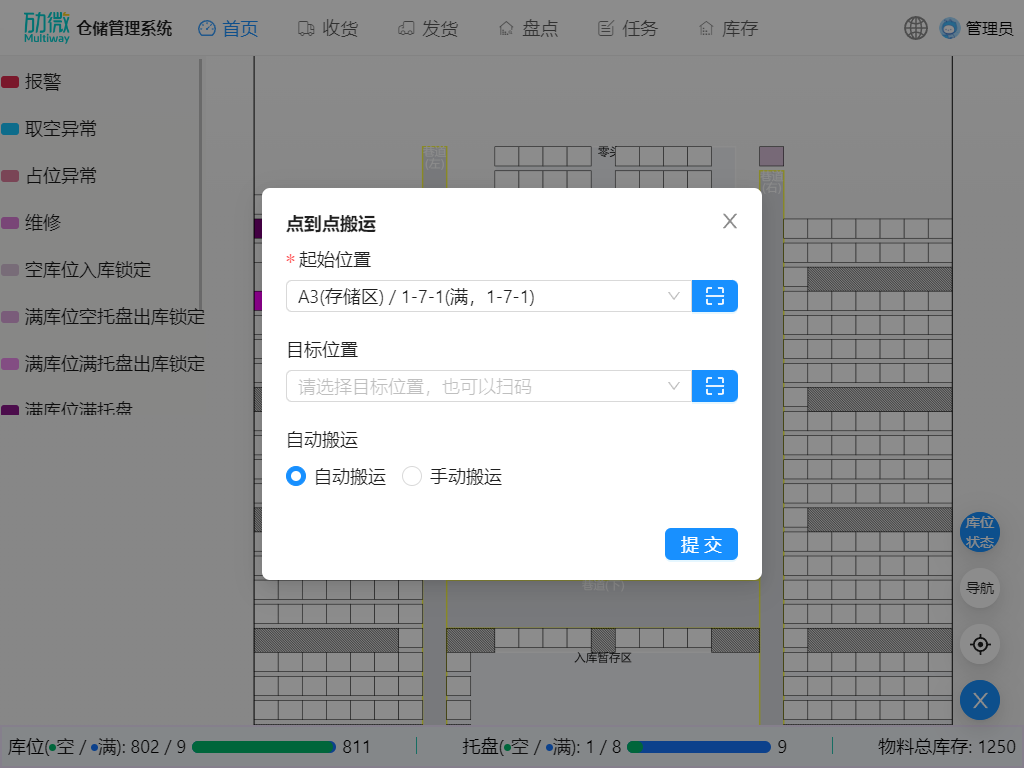 劢微 Multiway 仓储管理系统 首页 收货 发货 盘点 任务 库存 管理员
报警
取空异常
占位异常
维修
空库位入库锁定
满库位空托盘出库锁定
满库位满托盘出库锁定
满库位满托盘
巷道
(左)
零头
巷道
(右)
点到点搬运
* 起始位置
A3(存储区) / 1-7-1(满，1-7-1)
目标位置
请选择目标位置，也可以扫码
自动搬运
自动搬运 手动搬运
提 交
巷道(下)
入库暂存区
库位
状态
导航
库位(●空 / ●满): 802 / 9 811 托盘(●空 / ●满): 1 / 8 9 物料总库存: 1250